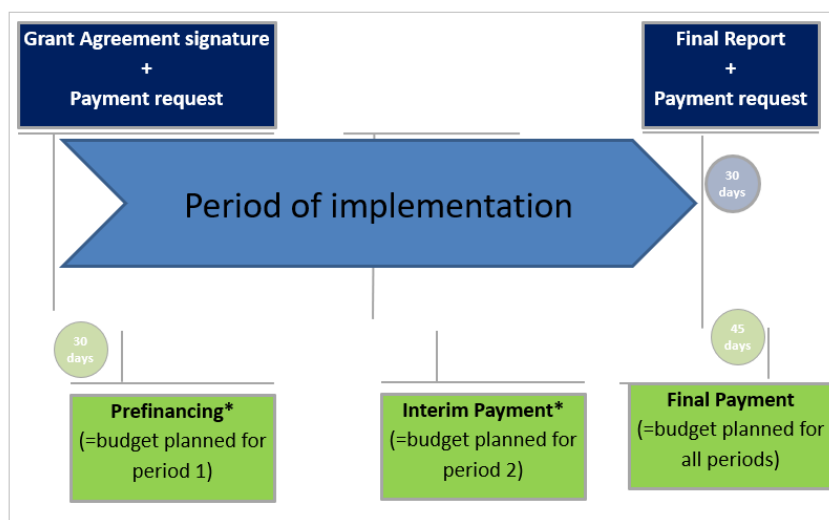 Grant Agreement signature
+
Payment request
Final Report
+
Payment request
30
days
Period of implementation
30
days
45
days
Prefinancing*
(=budget planned for
period 1)
Interim Payment*
(=budget planned for
period 2)
Final Payment
(=budget planned for
all periods)